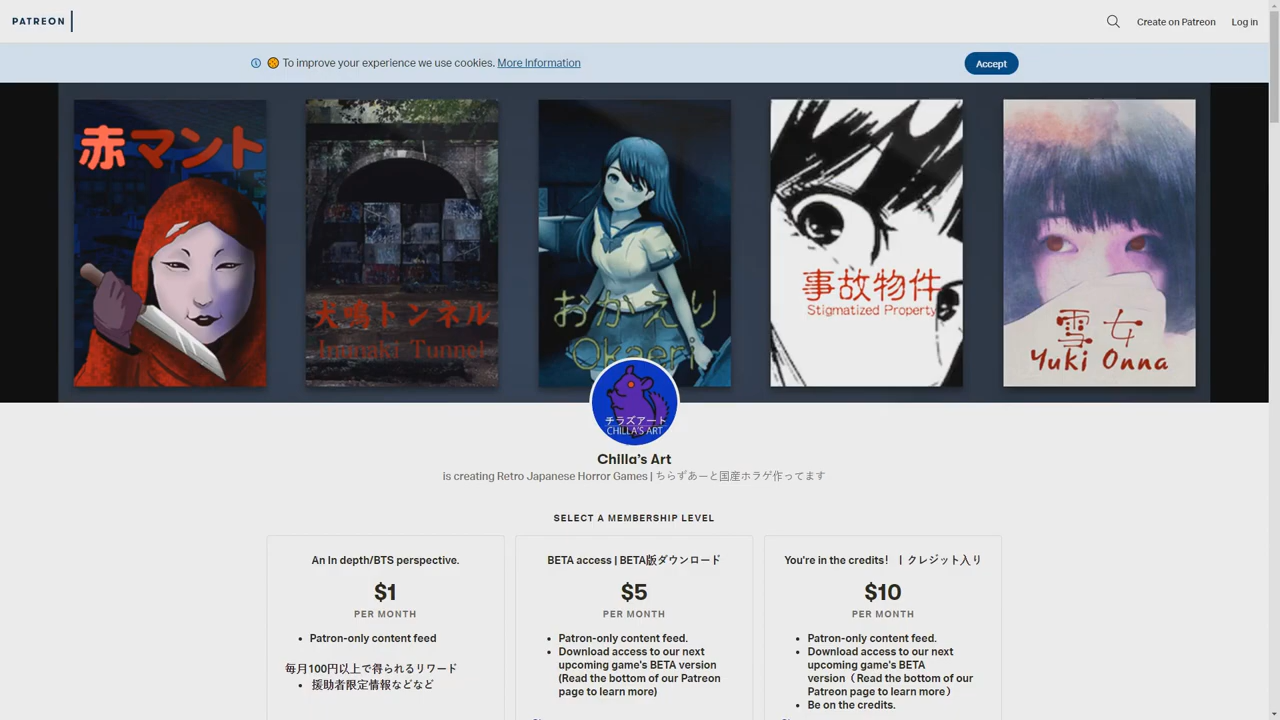 PATREON
Create on Patreon
Log in
To improve your experience we use cookies. More Information
Accept
赤マント
犬鳴トンネル
Inunaki Tunnel
おかえり
Okaeri
事故物件
Stigmatized Property
雪女
Yuki Onna
チラズアート
CHILLA'S ART
Chilla's Art
is creating Retro Japanese Horror Games | ちらずあーと国産ホラゲ作ってます
SELECT A MEMBERSHIP LEVEL
An In depth/BTS perspective.
$1
PER MONTH
• Patron-only content feed
毎月100円以上で得られるリワード
• 援助者限定情報などなど
BETA access | BETA版ダウンロード
$5
PER MONTH
• Patron-only content feed.
• Download access to our next
upcoming game's BETA version
(Read the bottom of our Patreon
page to learn more)
You're in the credits! | クレジット入り
$10
PER MONTH
• Patron-only content feed.
• Download access to our next
upcoming game's BETA
version（Read the bottom of our
Patreon page to learn more）
• Be on the credits.